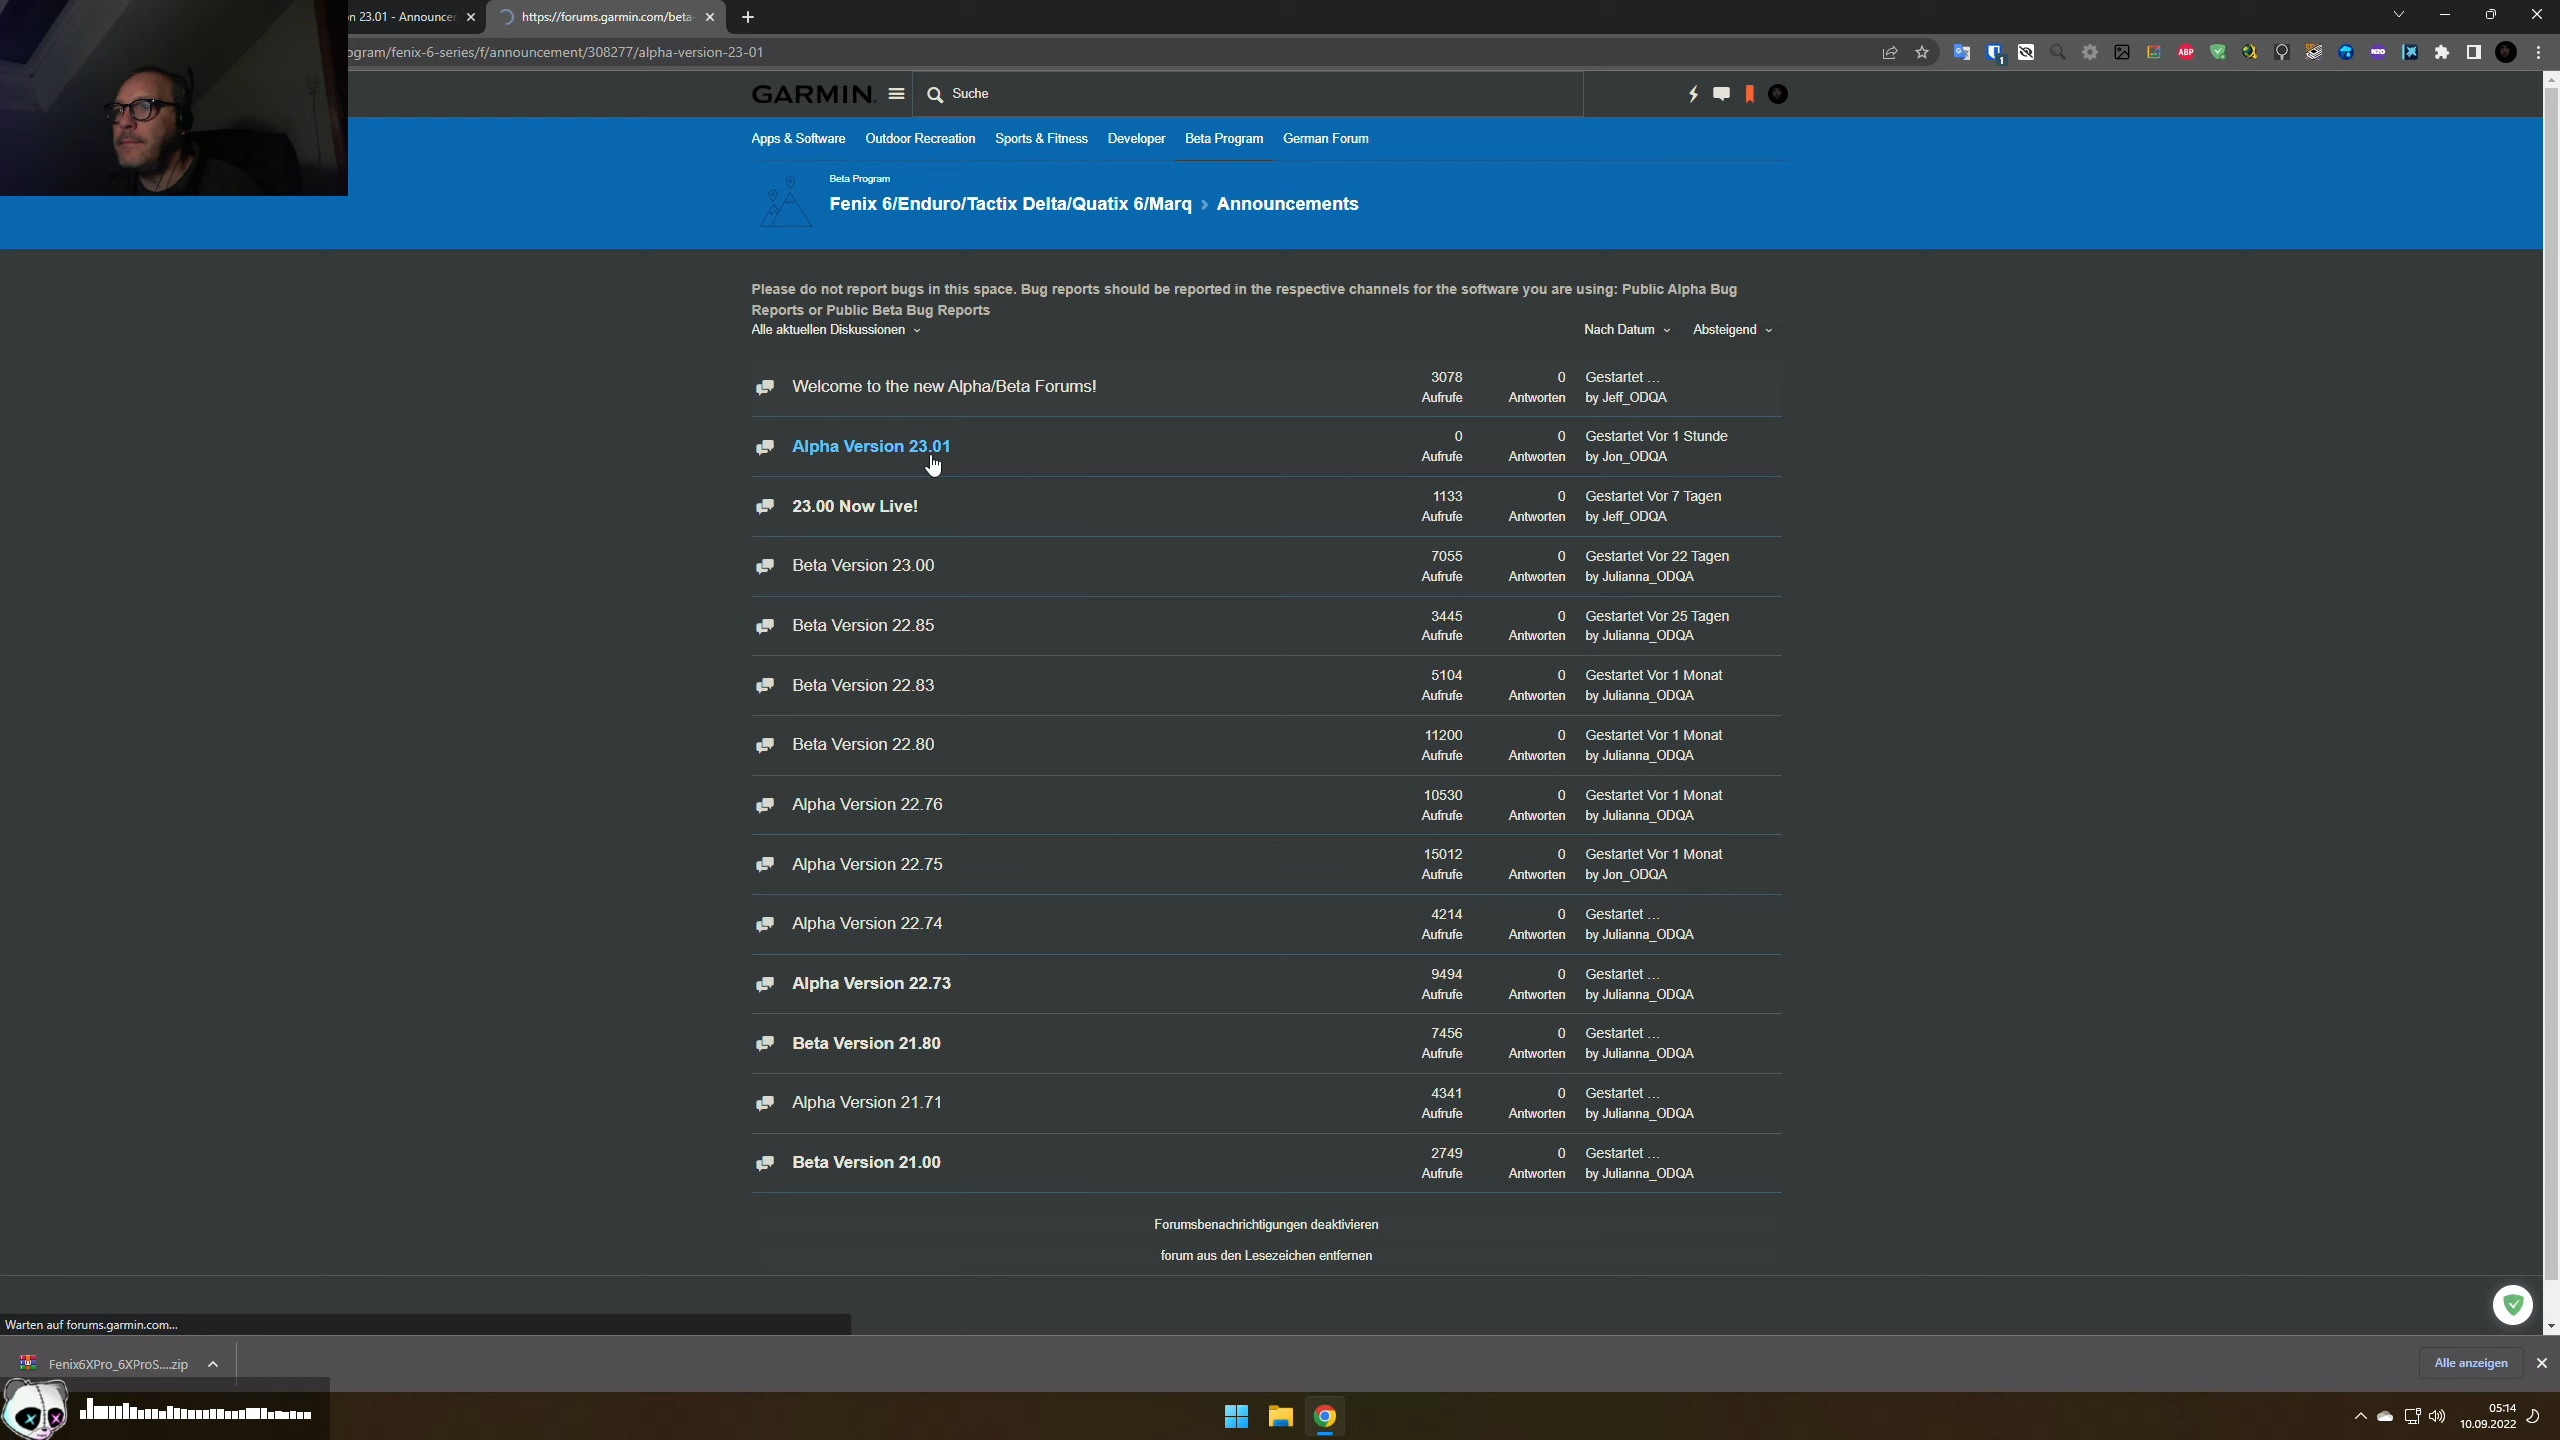 n 23.01 - Announcer
https://forums.garmin.com/beta-
ogram/fenix-6-series/f/announcement/308277/alpha-version-23-01
ABP
1
N2O
GARMIN
Suche
Apps & Software Outdoor Recreation Sports & Fitness Developer Beta Program German Forum
Beta Program
Fenix 6/Enduro/Tactix Delta/Quatix 6/Marq > Announcements
Please do not report bugs in this space. Bug reports should be reported in the respective channels for the software you are using: Public Alpha Bug
Reports or Public Beta Bug Reports
Alle aktuellen Diskussionen
Nach Datum Absteigend
Welcome to the new Alpha/Beta Forums! 3078 0 Gestartet ...
Aufrufe Antworten by Jeff_ODQA
Alpha Version 23.01 0 0 Gestartet Vor 1 Stunde
Aufrufe Antworten by Jon_ODQA
23.00 Now Live! 1133 0 Gestartet Vor 7 Tagen
Aufrufe Antworten by Jeff_ODQA
Beta Version 23.00 7055 0 Gestartet Vor 22 Tagen
Aufrufe Antworten by Julianna_ODQA
Beta Version 22.85 3445 0 Gestartet Vor 25 Tagen
Aufrufe Antworten by Julianna_ODQA
Beta Version 22.83 5104 0 Gestartet Vor 1 Monat
Aufrufe Antworten by Julianna_ODQA
Beta Version 22.80 11200 0 Gestartet Vor 1 Monat
Aufrufe Antworten by Julianna_ODQA
Alpha Version 22.76 10530 0 Gestartet Vor 1 Monat
Aufrufe Antworten by Julianna_ODQA
Alpha Version 22.75 15012 0 Gestartet Vor 1 Monat
Aufrufe Antworten by Jon_ODQA
Alpha Version 22.74 4214 0 Gestartet ...
Aufrufe Antworten by Julianna_ODQA
Alpha Version 22.73 9494 0 Gestartet ...
Aufrufe Antworten by Julianna_ODQA
Beta Version 21.80 7456 0 Gestartet ...
Aufrufe Antworten by Julianna_ODQA
Alpha Version 21.71 4341 0 Gestartet ...
Aufrufe Antworten by Julianna_ODQA
Beta Version 21.00 2749 0 Gestartet ...
Aufrufe Antworten by Julianna_ODQA
Forumsbenachrichtigungen deaktivieren
forum aus den Lesezeichen entfernen
Warten auf forums.garmin.com...
Fenix6XPro_6XProS....zip
Alle anzeigen
05:14
10.09.2022